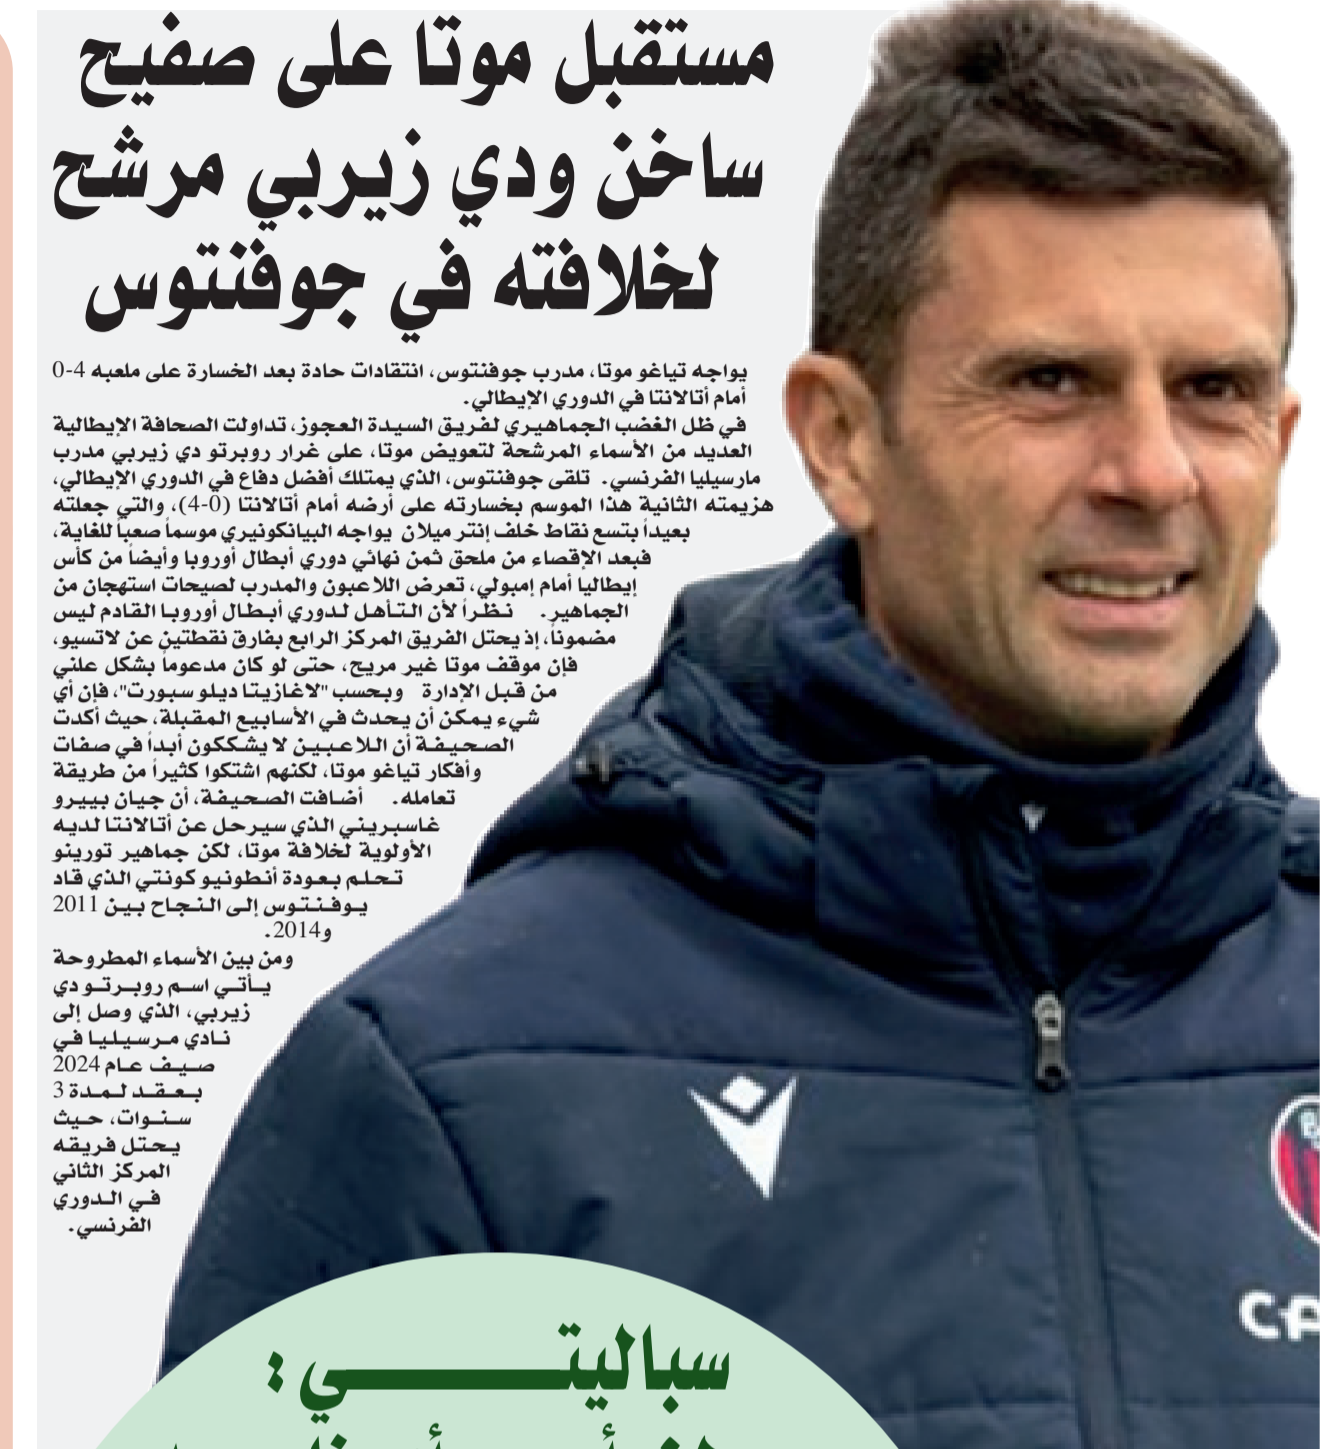 مستقبل موتا على صفيح
ساخن ودي زيربي مرشح
لخلافته في جوفنتوس
يواجه تياغو موتا، مدرب جوفنتوس، انتقادات حادة بعد الخسارة على ملعبه 4-0
أمام أتالانتا في الدوري الإيطالي.
في ظل الغضب الجماهيري لفريق السيدة العجوز، تداولت الصحافة الإيطالية
العديد من الأسماء المرشحة لتعويض موتا، على غرار روبرتو دي زيربي مدرب
مارسيليا الفرنسي. تلقى جوفنتوس، الذي يمتلك أفضل دفاع في الدوري الإيطالي،
هزيمته الثانية هذا الموسم بخسارته على أرضه أمام أتالانتا (0-4)، والتي جعلته
بعيداً بتسع نقاط خلف إنتر ميلان يواجه البيانكونيري موسماً صعباً للغاية،
فبعد الإقصاء من ملحق ثمن نهائي دوري أبطال أوروبا وأيضاً من كأس
إيطاليا أمام إمبولي، تعرض اللاعبون والمدرب لصيحات استهجان من
الجماهير. نظراً لأن التأهل لدوري أبطال أوروبا القادم ليس
مضموناً، إذ يحتل الفريق المركز الرابع بفارق نقطتين عن لاتسيو،
فإن موقف موتا غير مريح، حتى لو كان مدعوماً بشكل علني
من قبل الإدارة وبحسب "لاغازيتا ديلو سبورت"، فإن أي
شيء يمكن أن يحدث في الأسابيع المقبلة، حيث أكدت
الصحيفة أن اللاعبين لا يشككون أبداً في صفات
وأفكار تياغو موتا، لكنهم اشتكوا كثيراً من طريقة
تعامله. أضافت الصحيفة، أن جيان بييرو
غاسبريني الذي سيرحل عن أتالانتا لديه
الأولوية لخلافة موتا، لكن جماهير تورينو
تحلم بعودة أنطونيو كونتي الذي قاد
يوفنتوس إلى النجاح بين 2011
و2014.
ومن بين الأسماء المطروحة
يأتي اسم روبرتو دي
زيربي، الذي وصل إلى
نادي مرسيليا في
صيف عام 2024
بعقد لمدة 3
سنوات، حيث
يحتل فريقه
المركز الثاني
في الدوري
الفرنسي.
سباليتي :